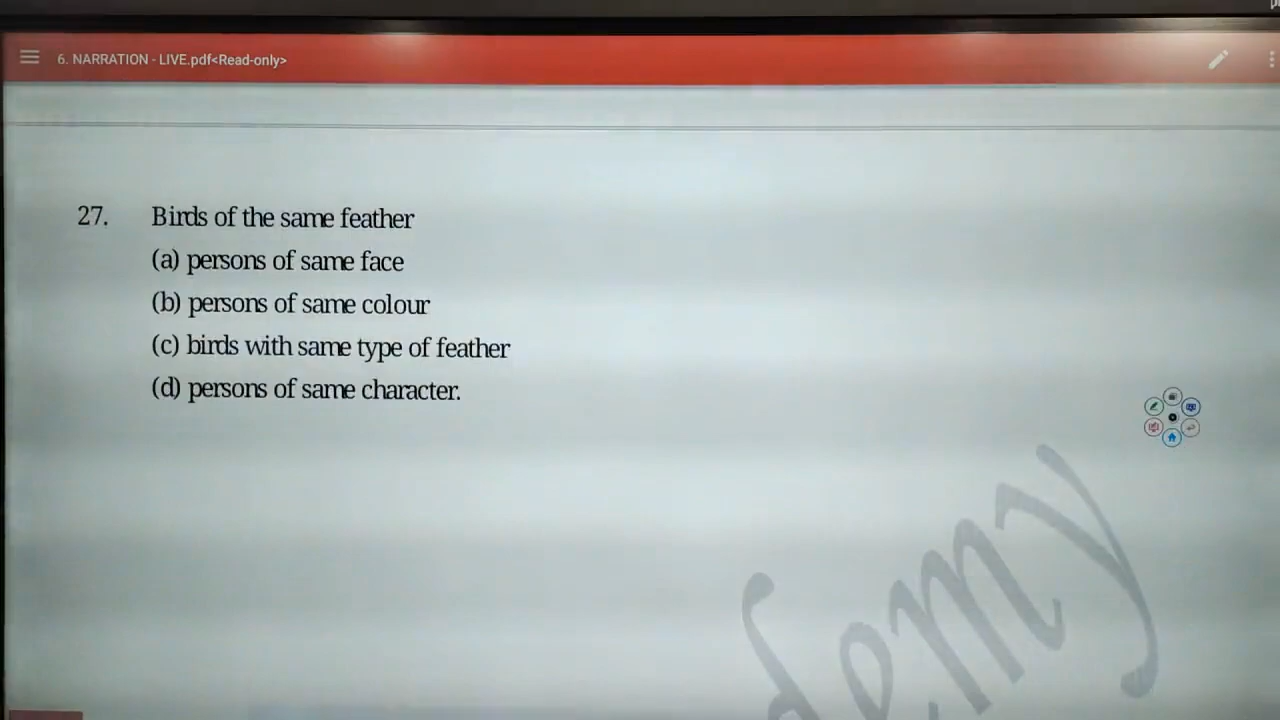 6. NARRATION - LIVE.pdf<Read-only>
27. Birds of the same feather
(a) persons of same face
(b) persons of same colour
(c) birds with same type of feather
(d) persons of same character.
demy